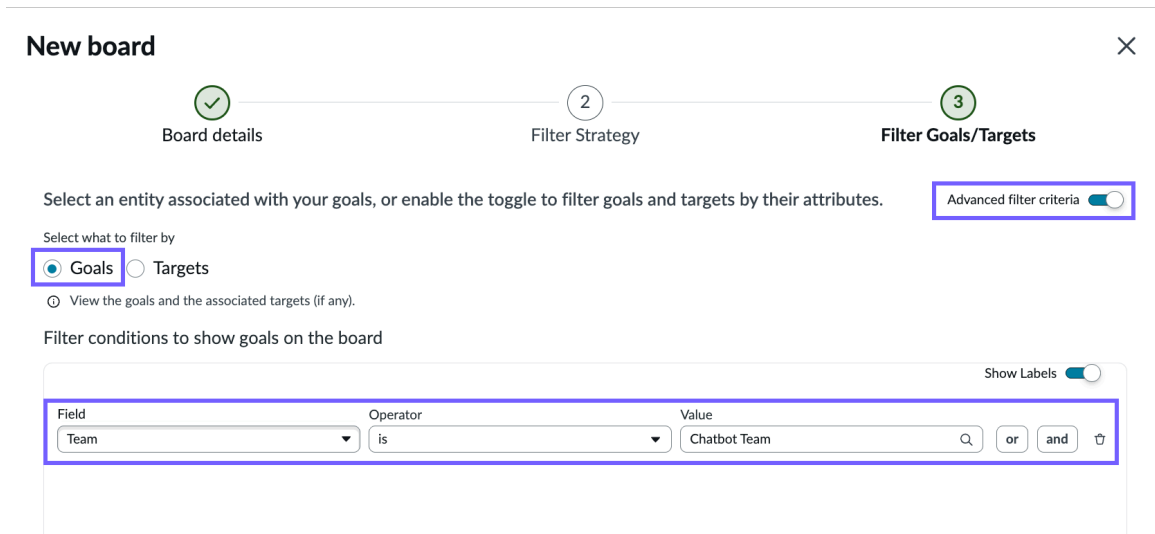 New board
2
3
Board details
Filter Strategy
Filter Goals/Targets
Select an entity associated with your goals, or enable the toggle to filter goals and targets by their attributes.
Advanced filter criteria
Select what to filter by
Goals
Targets
View the goals and the associated targets (if any).
Filter conditions to show goals on the board
Show Labels
Field
Operator
Value
Team
is
Chatbot Team
or
and